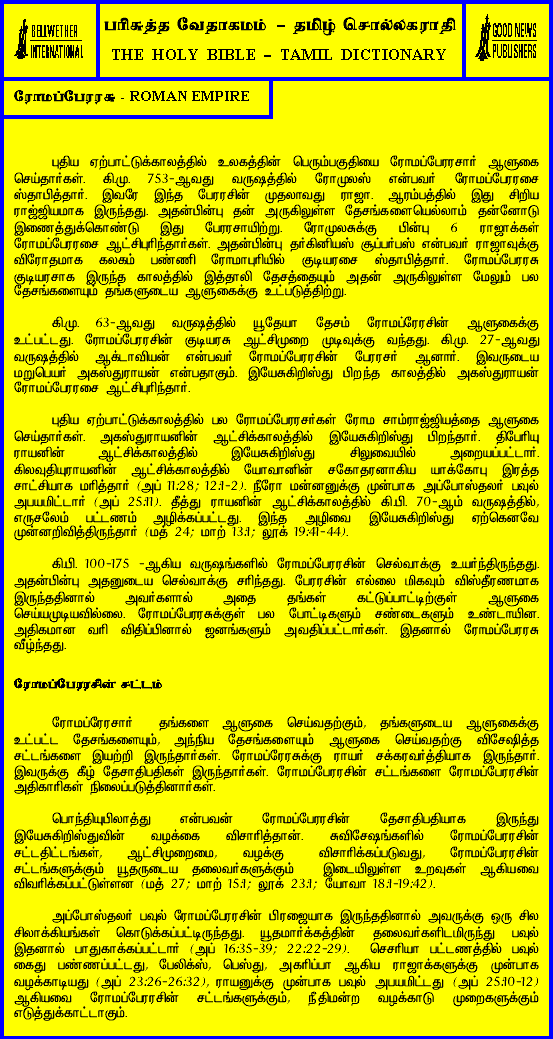 BELLWETHER
INTERNATIONAL
பரிசுத்த வேதாகமம் - தமிழ் சொல்லகராதி
THE HOLY BIBLE - TAMIL DICTIONARY
GOOD NEWS
PUBLISHERS
ரோமப்பேரரசு - ROMAN EMPIRE
புதிய ஏற்பாட்டுக்காலத்தில் உலகத்தின் பெரும்பகுதியை ரோமப்பேரரசார் ஆளுகை
செய்தார்கள். கி.மு. 753-ஆவது வருஷத்தில் ரோமுலஸ் என்பவர் ரோமப்பேரரசை
ஸ்தாபித்தார். இவரே இந்த பேரரசின் முதலாவது ராஜா. ஆரம்பத்தில் இது சிறிய
ராஜ்ஜியமாக இருந்தது. அதன்பின்பு தன் அருகிலுள்ள தேசங்களையெல்லாம் தன்னோடு
இணைத்துக்கொண்டு இது பேரரசாயிற்று. ரோமுலசுக்கு பின்பு 6 ராஜாக்கள்
ரோமப்பேரரசை ஆட்சிபுரிந்தார்கள். அதன்பின்பு தர்கினியஸ் சூப்பர்பஸ் என்பவர் ராஜாவுக்கு
விரோதமாக கலகம் பண்ணி ரோமாபுரியில் குடியரசை ஸ்தாபித்தார். ரோமப்பேரரசு
குடியரசாக இருந்த காலத்தில் இத்தாலி தேசத்தையும் அதன் அருகிலுள்ள மேலும் பல
தேசங்களையும் தங்களுடைய ஆளுகைக்கு உட்படுத்திற்று.
கி.மு. 63-ஆவது வருஷத்தில் யூதேயா தேசம் ரோமப்ரேரசின் ஆளுகைக்கு
உட்பட்டது. ரோமப்பேரரசின் குடியரசு ஆட்சிமுறை முடிவுக்கு வந்தது. கி.மு. 27-ஆவது
வருஷத்தில் ஆக்டாவியன் என்பவர் ரோமப்பேரரசின் பேரரசர் ஆனார். இவருடைய
மறுபெயர் அகஸ்துராயன் என்பதாகும். இயேசுகிறிஸ்து பிறந்த காலத்தில் அகஸ்துராயன்
ரோமப்பேரரசை ஆட்சிபுரிந்தார்.
புதிய ஏற்பாட்டுக்காலத்தில் பல ரோமப்பேரரசர்கள் ரோம சாம்ராஜ்ஜியத்தை ஆளுகை
செய்தார்கள். அகஸ்துராயனின் ஆட்சிக்காலத்தில் இயேசுகிறிஸ்து பிறந்தார். திபேரியு
ராயனின் ஆட்சிக்காலத்தில் இயேசுகிறிஸ்து சிலுவையில் அறையப்பட்டார்.
கிலவுதியுராயனின் ஆட்சிக்காலத்தில் யோவானின் சகோதரனாகிய யாக்கோபு இரத்த
சாட்சியாக மரித்தார் (அப் 11:28; 12:1-2). நீரோ மன்னனுக்கு முன்பாக அப்போஸ்தலர் பவுல்
அபயமிட்டார் (அப் 25:11). தீத்து ராயனின் ஆட்சிக்காலத்தில் கி.பி. 70-ஆம் வருஷத்தில்,
எருசலேம் பட்டணம் அழிக்கப்பட்டது. இந்த அழிவை இயேசுகிறிஸ்து ஏற்கெனவே
முன்னறிவித்திருந்தார் (மத் 24; மாற் 13:1; லூக் 19:41-44).
கி.பி. 100-175 -ஆகிய வருஷங்களில் ரோமப்பேரரசின் செல்வாக்கு உயர்ந்திருந்தது.
அதன்பின்பு அதனுடைய செல்வாக்கு சரிந்தது. பேரரசின் எல்லை மிகவும் விஸ்தீரணமாக
இருந்ததினால் அவர்களால் அதை தங்கள் கட்டுப்பாட்டிற்குள் ஆளுகை
செய்யமுடியவில்லை. ரோமப்பேரரசுக்குள் பல போட்டிகளும் சண்டைகளும் உண்டாயின.
அதிகமான வரி விதிப்பினால் ஜனங்களும் அவதிப்பட்டார்கள். இதனால் ரோமப்பேரரசு
வீழ்ந்தது.
ரோமப்பேரரசின் சட்டம்
ரோமப்ரேரசார் தங்களை ஆளுகை செய்வதற்கும், தங்களுடைய ஆளுகைக்கு
உட்பட்ட தேசங்களையும், அந்நிய தேசங்களையும் ஆளுகை செய்வதற்கு விசேஷித்த
சட்டங்களை இயற்றி இருந்தார்கள். ரோமப்ரேரசுக்கு ராயர் சக்கரவர்த்தியாக இருந்தார்.
இவருக்கு கீழ் தேசாதிபதிகள் இருந்தார்கள். ரோமப்பேரரசின் சட்டங்களை ரோமப்பேரரசின்
அதிகாரிகள் நிலைப்படுத்தினார்கள்.
பொந்தியுபிலாத்து என்பவன் ரோமப்பேரரசின் தேசாதிபதியாக இருந்து
இயேசுகிறிஸ்துவின் வழக்கை விசாரித்தான். சுவிசேஷங்களில் ரோமப்பேரரசின்
சட்டதிட்டங்கள், ஆட்சிமுறைமை, வழக்கு விசாரிக்கப்படுவது, ரோமப்பேரரசின்
சட்டங்களுக்கும் யூதருடைய தலைவர்களுக்கும் இடையிலுள்ள உறவுகள் ஆகியவை
விவரிக்கப்பட்டுள்ளன (மத் 27; மாற் 15:1; லூக் 23:1; யோவா 18:1-19:42).
அப்போஸ்தலர் பவுல் ரோமப்பேரரசின் பிரஜையாக இருந்ததினால் அவருக்கு ஒரு சில
சிலாக்கியங்கள் கொடுக்கப்பட்டிருந்தது. யூதமார்க்கத்தின் தலைவர்களிடமிருந்து பவுல்
இதனால் பாதுகாக்கப்பட்டார் (அப் 16:35-39; 22:22-29). செசரியா பட்டணத்தில் பவுல்
கைது பண்ணப்பட்டது, பேலிக்ஸ், பெஸ்து, அகரிப்பா ஆகிய ராஜாக்களுக்கு முன்பாக
வழக்காடியது (அப் 23:26-26:32), ராயனுக்கு முன்பாக பவுல் அபயமிட்டது (அப் 25:10-12)
ஆகியவை ரோமப்பேரரசின் சட்டங்களுக்கும், நீதிமன்ற வழக்காடு முறைகளுக்கும்
எடுத்துக்காட்டாகும்.